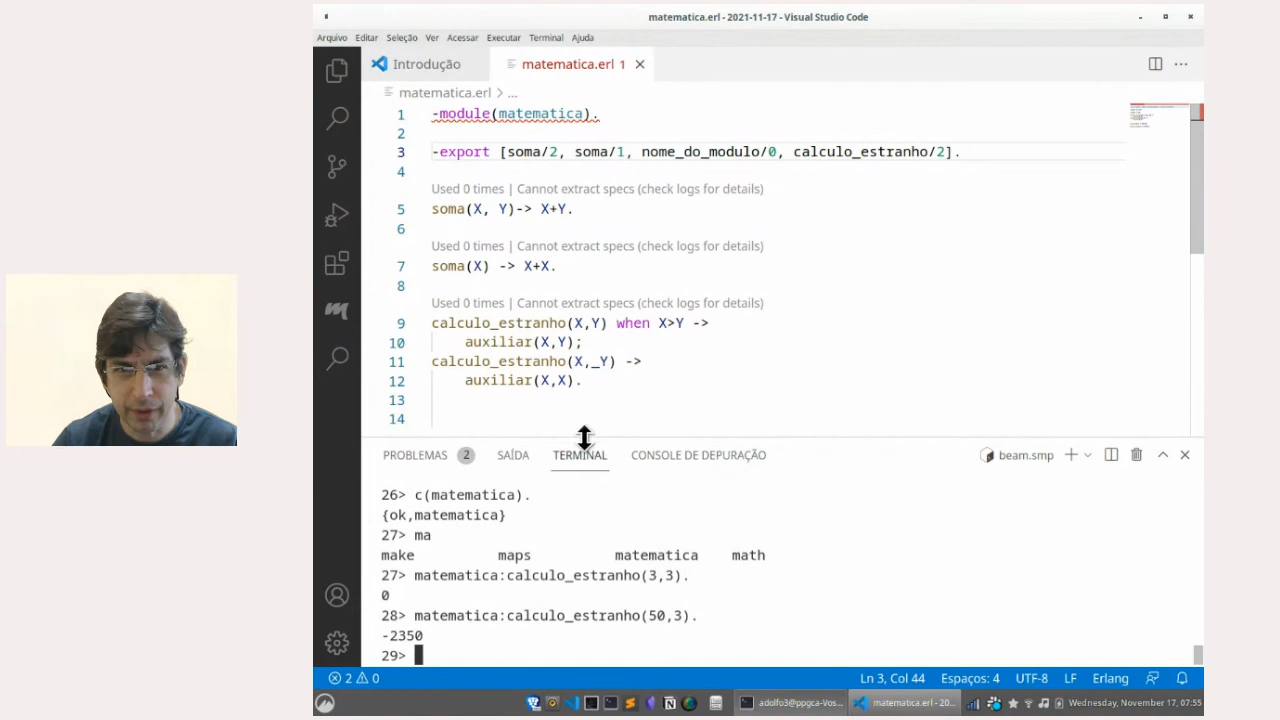 matematica.erl - 2021-11-17 - Visual Studio Code
Arquivo Editar Seleção Ver Acessar Executar Terminal Ajuda
Introdução matematica.erl 1
matematica.erl > ...
1 -module(matematica).
2
3 -export [soma/2, soma/1, nome_do_modulo/0, calculo_estranho/2].
4
Used 0 times | Cannot extract specs (check logs for details)
5 soma(X, Y)-> X+Y.
6
Used 0 times | Cannot extract specs (check logs for details)
7 soma(X) -> X+X.
8
Used 0 times | Cannot extract specs (check logs for details)
9 calculo_estranho(X,Y) when X>Y ->
10 auxiliar(X,Y);
11 calculo_estranho(X,_Y) ->
12 auxiliar(X,X).
13
14
PROBLEMAS 2 SAÍDA TERMINAL CONSOLE DE DEPURAÇÃO beam.smp
26> c(matematica).
{ok,matematica}
27> ma
make maps matematica math
27> matematica:calculo_estranho(3,3).
0
28> matematica:calculo_estranho(50,3).
-2350
29>
2 0 Ln 3, Col 44 Espaços: 4 UTF-8 LF Erlang
adolfo3@ppgca-Vos... matematica.erl - 20... Wednesday, November 17, 07:55